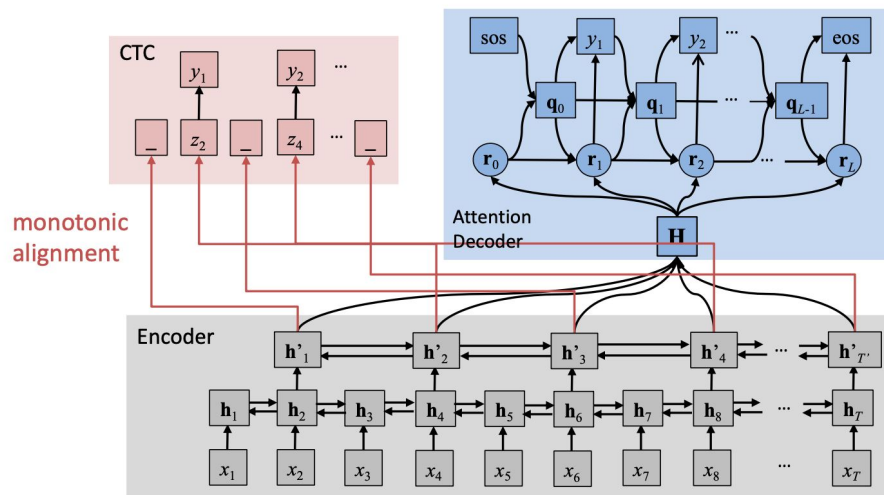 CTC
y1 y2 ...
_ z2 _ z4 ... _
monotonic
alignment
sos y1 y2 ... eos
q0 q1 ... qL-1
r0 r1 r2 ... rL
Attention
Decoder
H
Encoder
h'1 h'2 h'3 h'4 ... h'T'
h1 h2 h3 h4 h5 h6 h7 h8 ... hT
x1 x2 x3 x4 x5 x6 x7 x8 ... xT